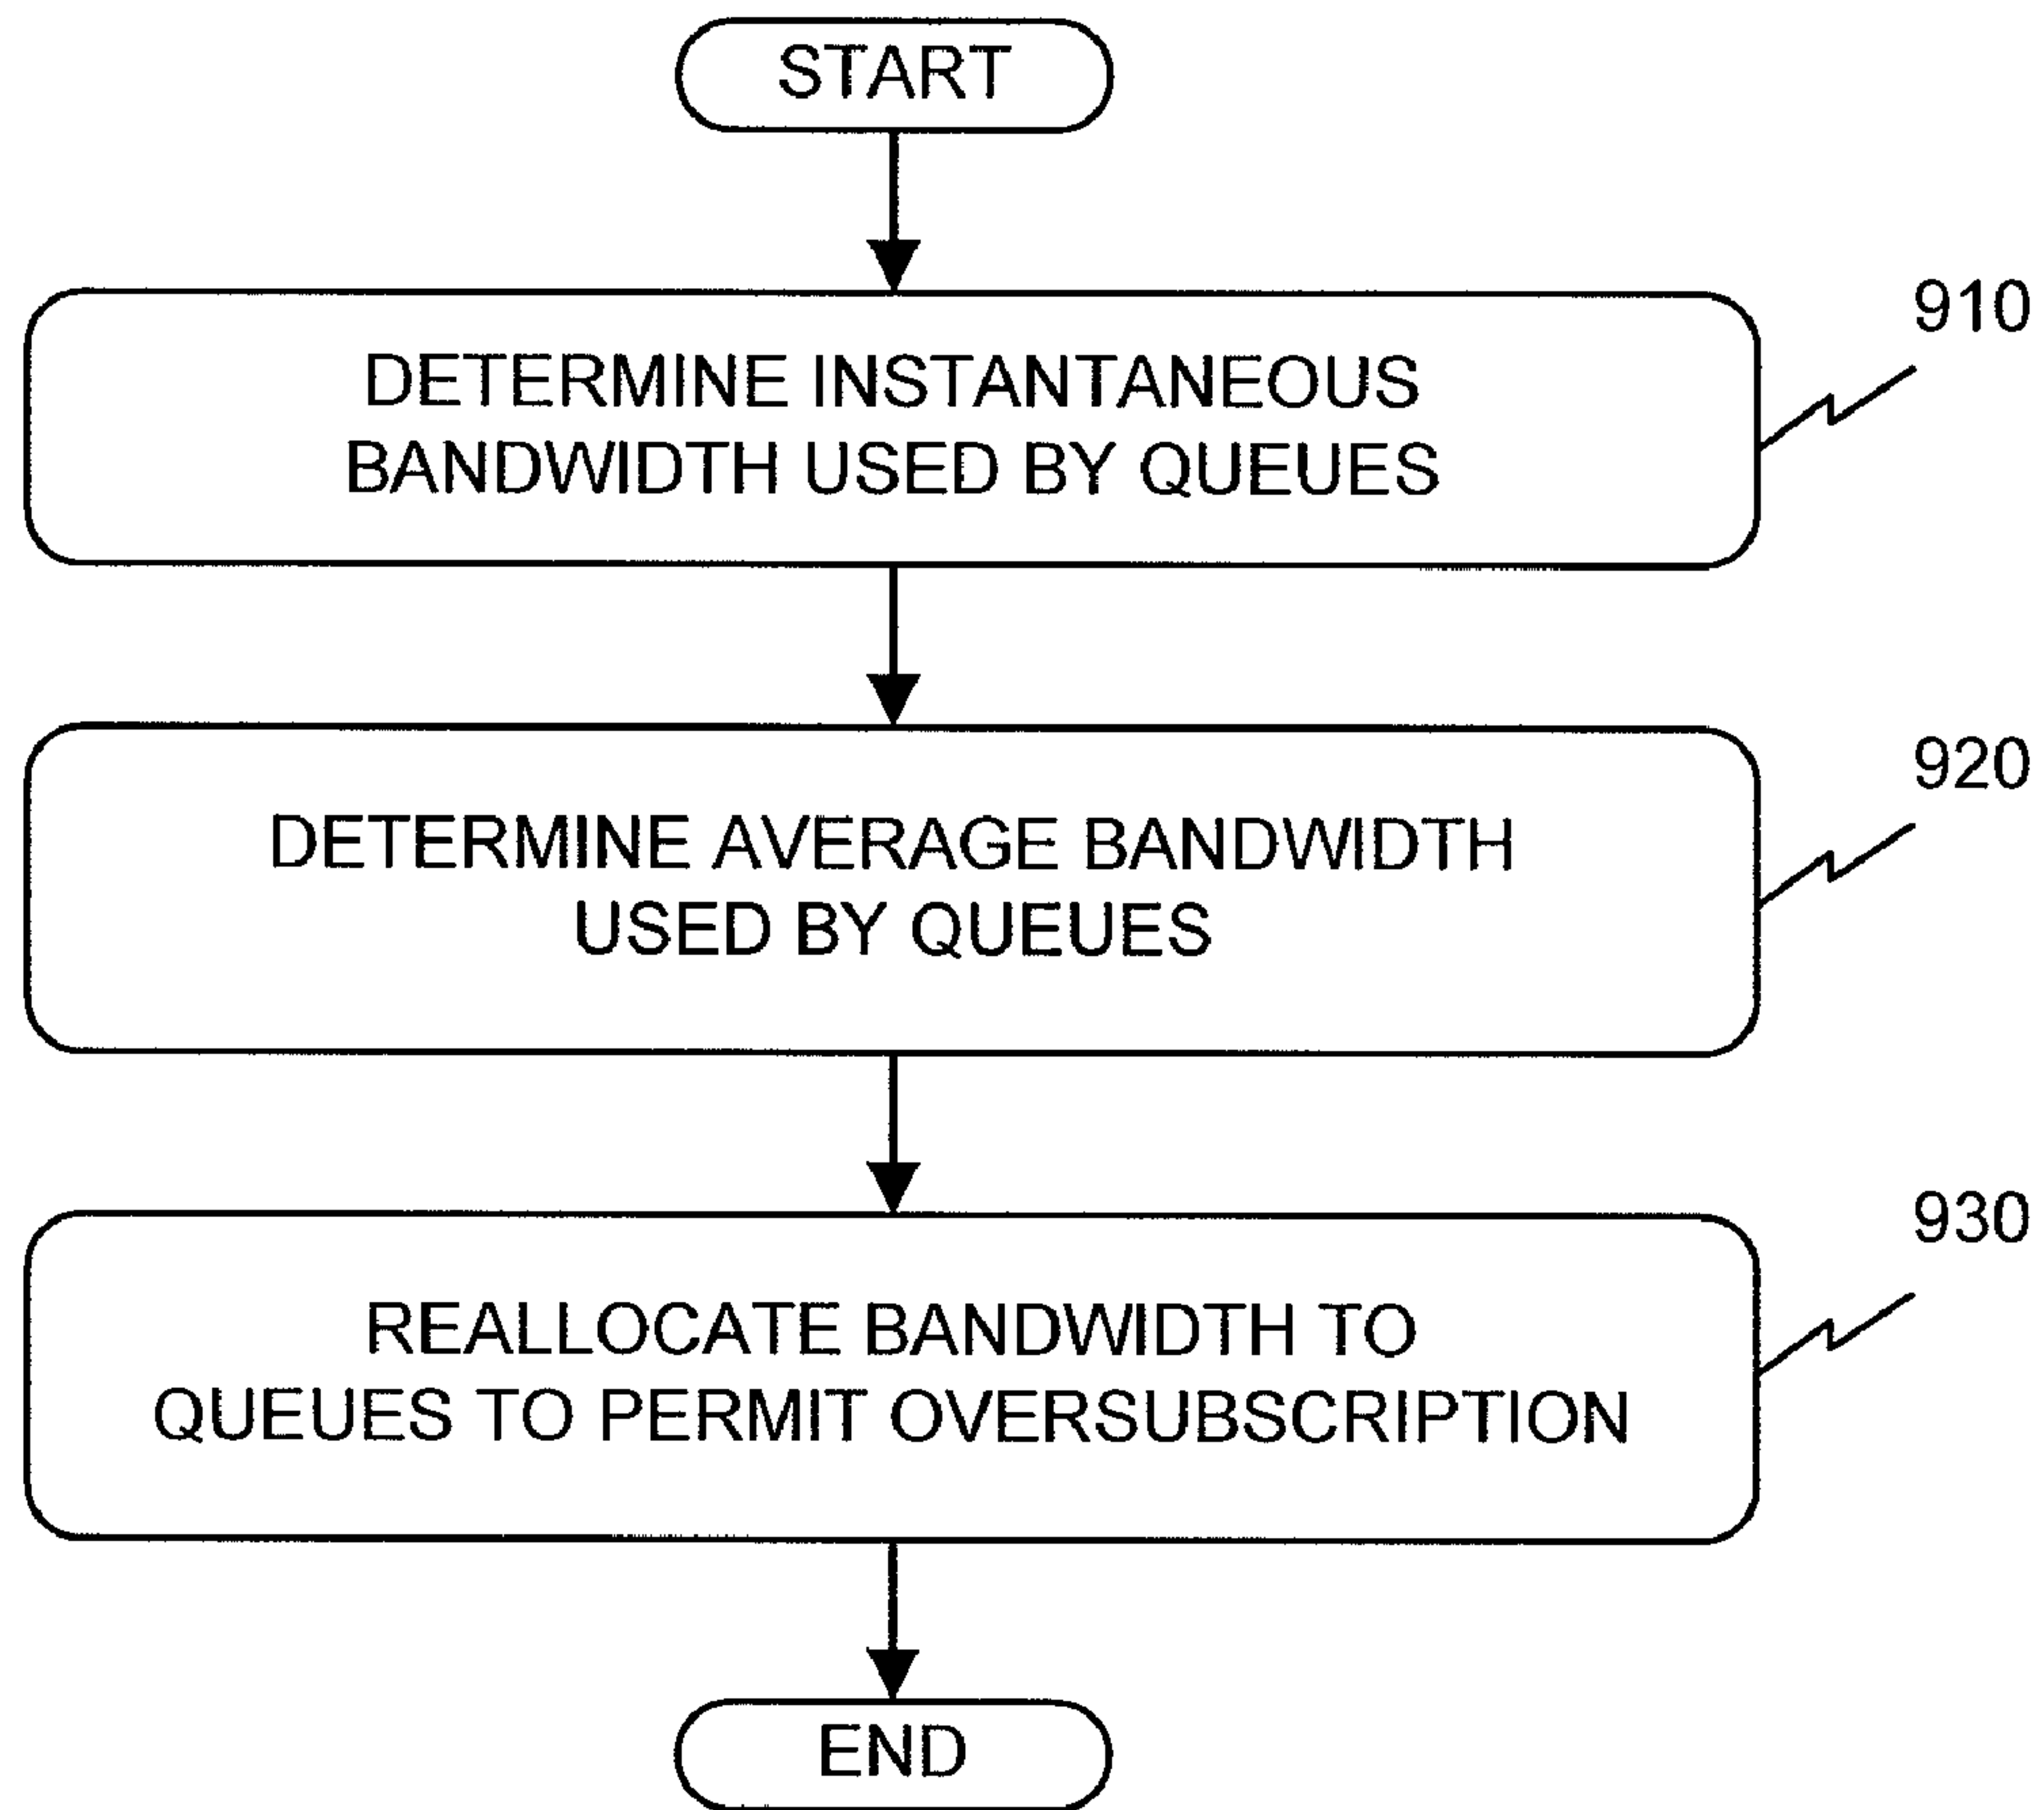 START
910
DETERMINE INSTANTANEOUS
BANDWIDTH USED BY QUEUES
920
DETERMINE AVERAGE BANDWIDTH
USED BY QUEUES
930
REALLOCATE BANDWIDTH TO
QUEUES TO PERMIT OVERSUBSCRIPTION
END